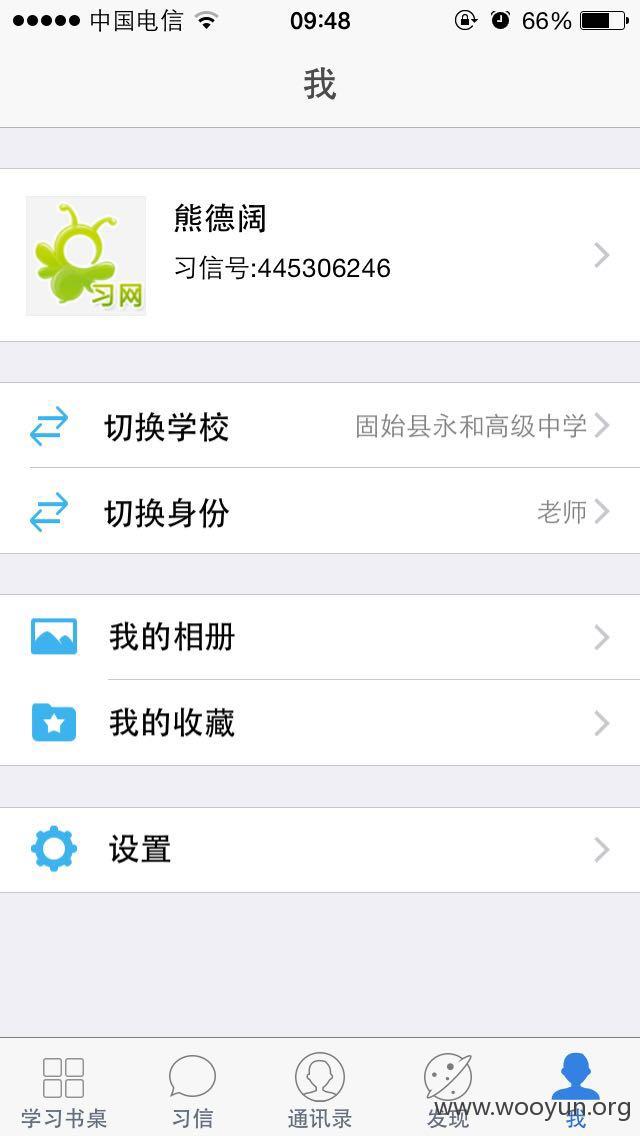 中国电信 09:48 66%
我
熊德阔
习信号:445306246
习网
切换学校 固始县永和高级中学
切换身份 老师
我的相册
我的收藏
设置
学习书桌 习信 通讯录 发现 我
www.wooyun.org